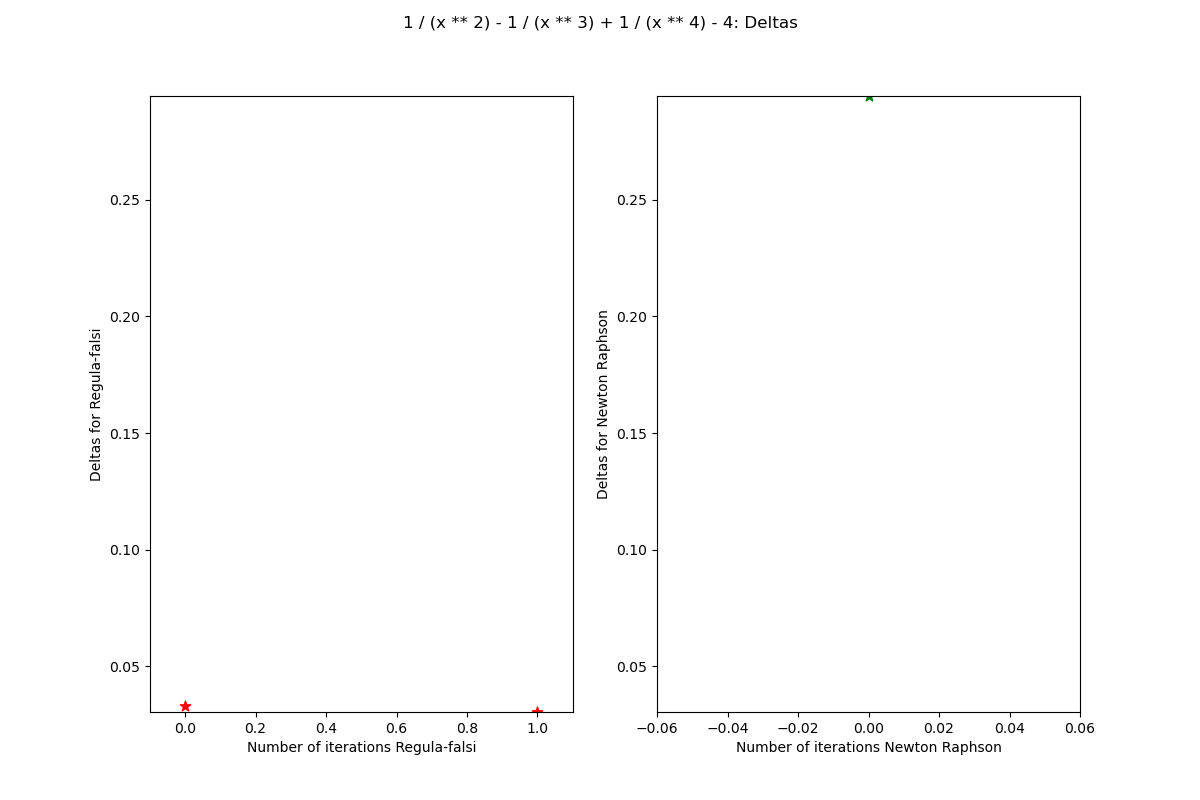 1 / (x ** 2) - 1 / (x ** 3) + 1 / (x ** 4) - 4: Deltas
Deltas for Regula-falsi
0.25
0.20
0.15
0.10
0.05
0.0 0.2 0.4 0.6 0.8 1.0
Number of iterations Regula-falsi
Deltas for Newton Raphson
0.25
0.20
0.15
0.10
0.05
−0.06 −0.04 −0.02 0.00 0.02 0.04 0.06
Number of iterations Newton Raphson